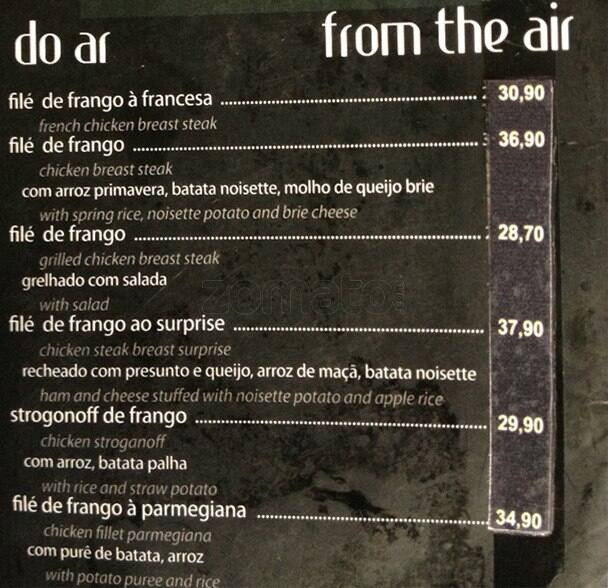 do ar from the air
filé de frango à francesa 30,90
french chicken breast steak
filé de frango 36,90
chicken breast steak
com arroz primavera, batata noisette, molho de queijo brie
with spring rice, noisette potato and brie cheese
filé de frango 28,70
grilled chicken breast steak
grelhado com salada
with salad
zomato
filé de frango ao surprise 37,90
chicken steak breast surprise
recheado com presunto e queijo, arroz de maçã, batata noisette
ham and cheese stuffed with noisette potato and apple rice
strogonoff de frango 29,90
chicken stroganoff
com arroz, batata palha
with rice and straw potato
filé de frango à parmegiana 34,90
chicken fillet parmegiana
com purê de batata, arroz
with potato puree and rice